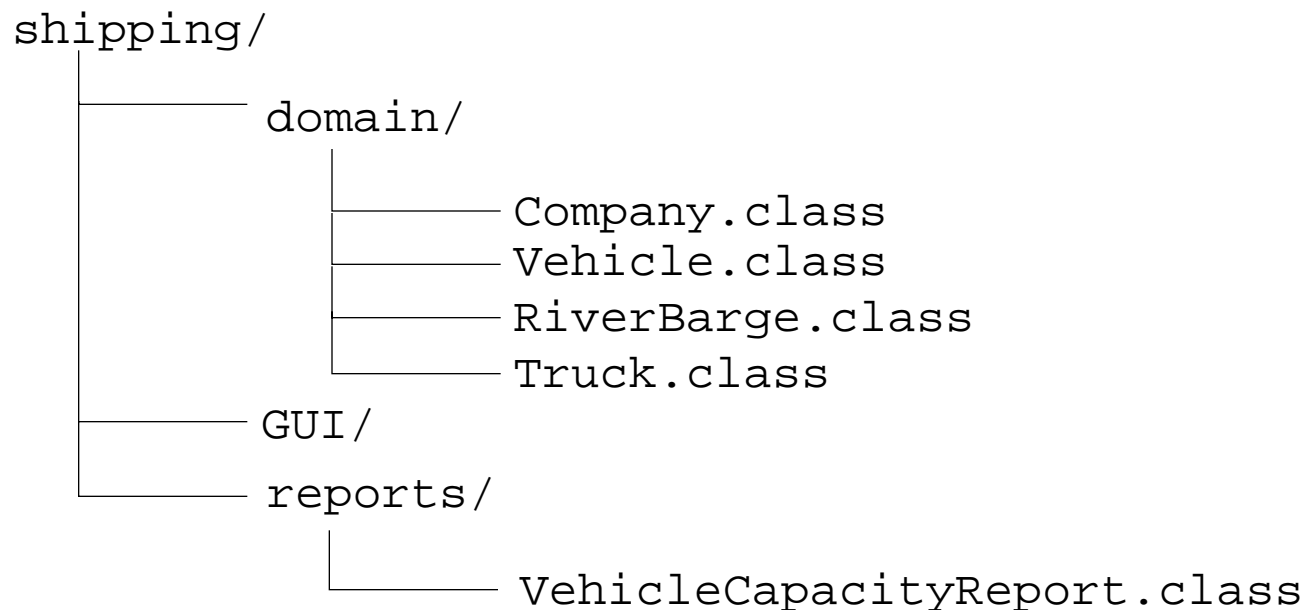 shipping/
domain/
Company.class
Vehicle.class
RiverBarge.class
Truck.class
GUI/
reports/
VehicleCapacityReport.class